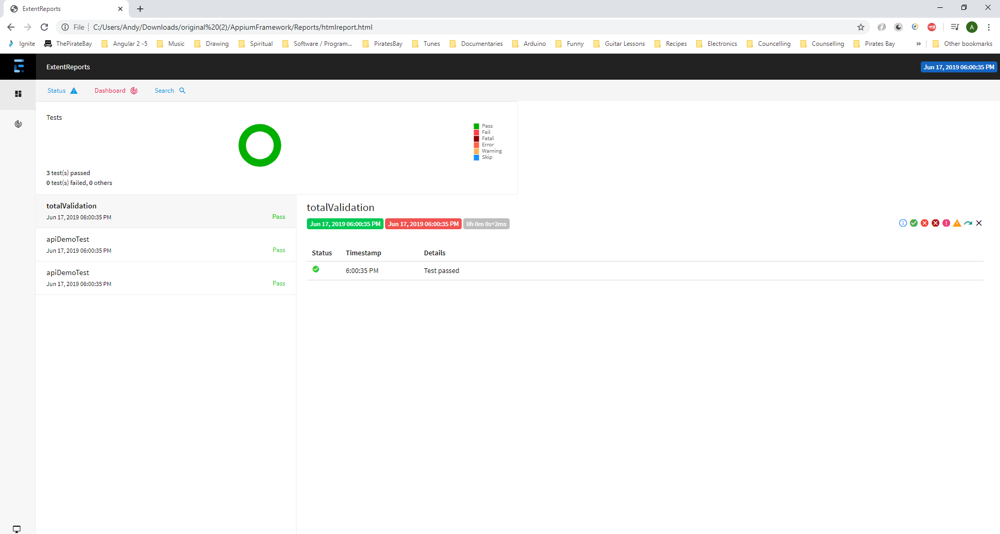 ExtentReports
File C:/Users/Andy/Downloads/original%20(2)/AppiumFramework/Reports/htmlreport.html
A
Ignite ThePirateBay Angular 2 -5 Music Drawing Spiritual Software / Program... PiratesBay Tunes Documentaries Arduino Funny Guitar Lessons Recipes Electronics Councelling Counselling Pirates Bay » Other bookmarks
ExtentReports Jun 17, 2019 06:00:35 PM
Status Dashboard Search
Tests
Pass
Fail
Fatal
Error
Warning
Skip
3 test(s) passed
0 test(s) failed, 0 others
totalValidation
Jun 17, 2019 06:00:35 PM Pass
apiDemoTest
Jun 17, 2019 06:00:35 PM Pass
apiDemoTest
Jun 17, 2019 06:00:35 PM Pass
totalValidation
Jun 17, 2019 06:00:35 PM Jun 17, 2019 06:00:35 PM 0h 0m 0s+2ms
Status Timestamp Details
6:00:35 PM Test passed